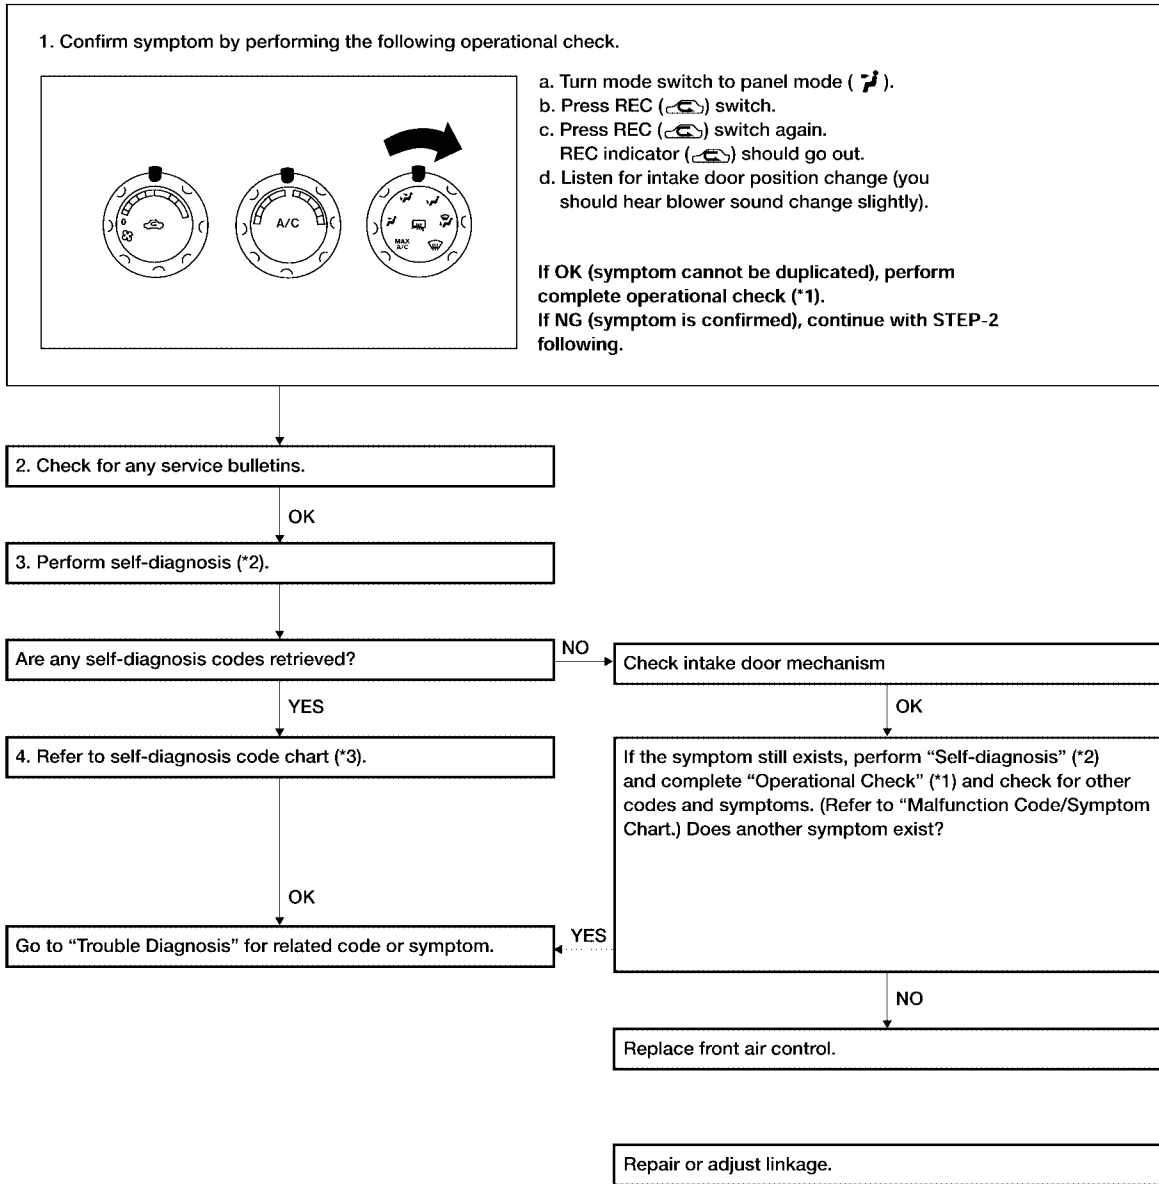 1. Confirm symptom by performing the following operational check.
A/C
MAX
A/C
0
a. Turn mode switch to panel mode ( ).
b. Press REC ( ) switch.
c. Press REC ( ) switch again.
REC indicator ( ) should go out.
d. Listen for intake door position change (you
should hear blower sound change slightly).
If OK (symptom cannot be duplicated), perform
complete operational check (*1).
If NG (symptom is confirmed), continue with STEP-2
following.
2. Check for any service bulletins.
OK
3. Perform self-diagnosis (*2).
Are any self-diagnosis codes retrieved?
NO
Check intake door mechanism
YES
OK
4. Refer to self-diagnosis code chart (*3).
If the symptom still exists, perform “Self-diagnosis” (*2)
and complete “Operational Check” (*1) and check for other
codes and symptoms. (Refer to “Malfunction Code/Symptom
Chart.) Does another symptom exist?
OK
Go to “Trouble Diagnosis” for related code or symptom.
YES
NO
Replace front air control.
Repair or adjust linkage.